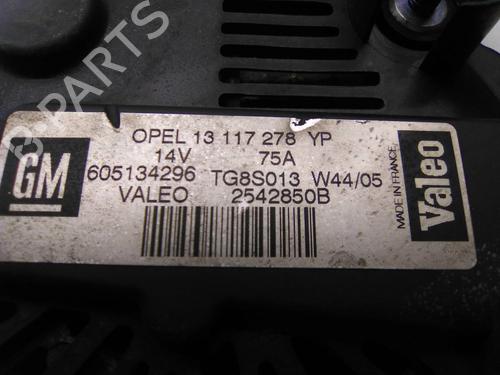 B-PARTS
GM
OPEL 13 117 278 YP
14V 75A
605134296 TG8S013 W44/05
VALEO 2542850B
MADE IN FRANCE
Valeo